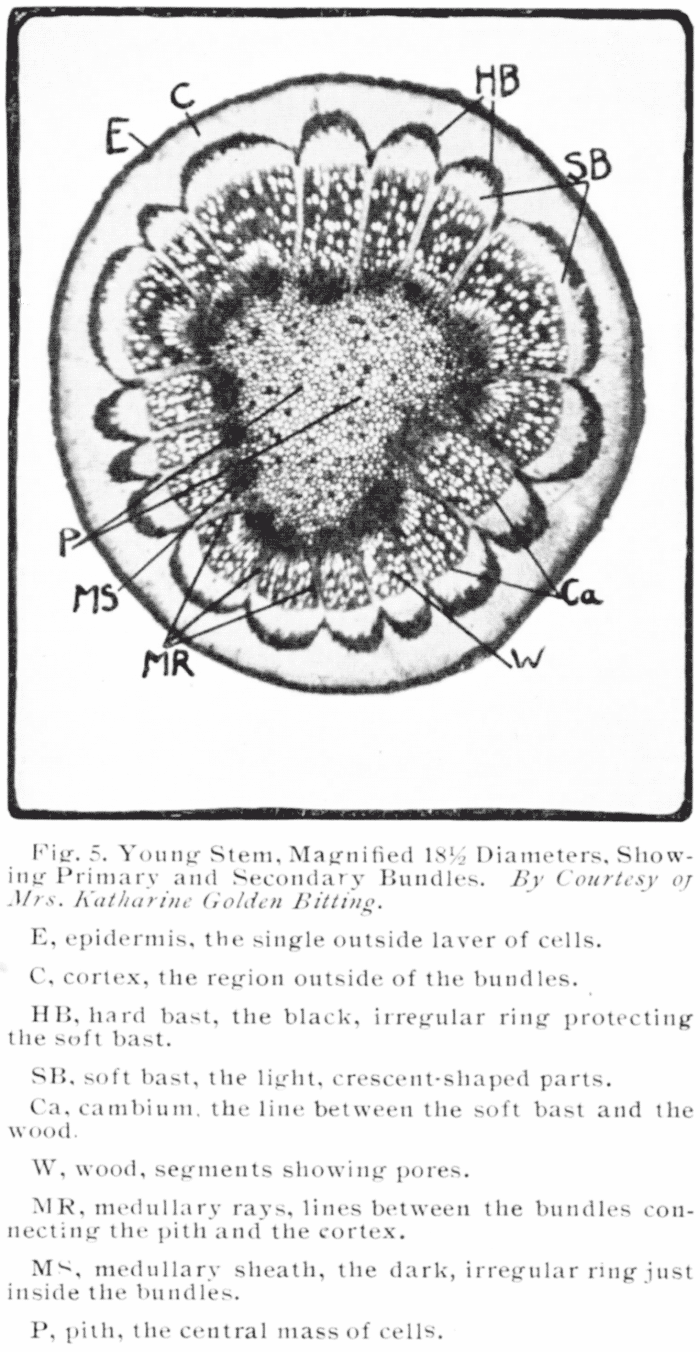 C
HB
E
SB
P
MS
Ca
MR
W
Fig. 5. Young Stem, Magnified 18½ Diameters, Show-
ing Primary and Secondary Bundles. By Courtesy of
Mrs. Katharine Golden Bitting.
E, epidermis, the single outside layer of cells.
C, cortex, the region outside of the bundles.
HB, hard bast, the black, irregular ring protecting
the soft bast.
SB, soft bast, the light, crescent-shaped parts.
Ca, cambium, the line between the soft bast and the
wood.
W, wood, segments showing pores.
MR, medullary rays, lines between the bundles con-
necting the pith and the cortex.
MS, medullary sheath, the dark, irregular ring just
inside the bundles.
P, pith, the central mass of cells.